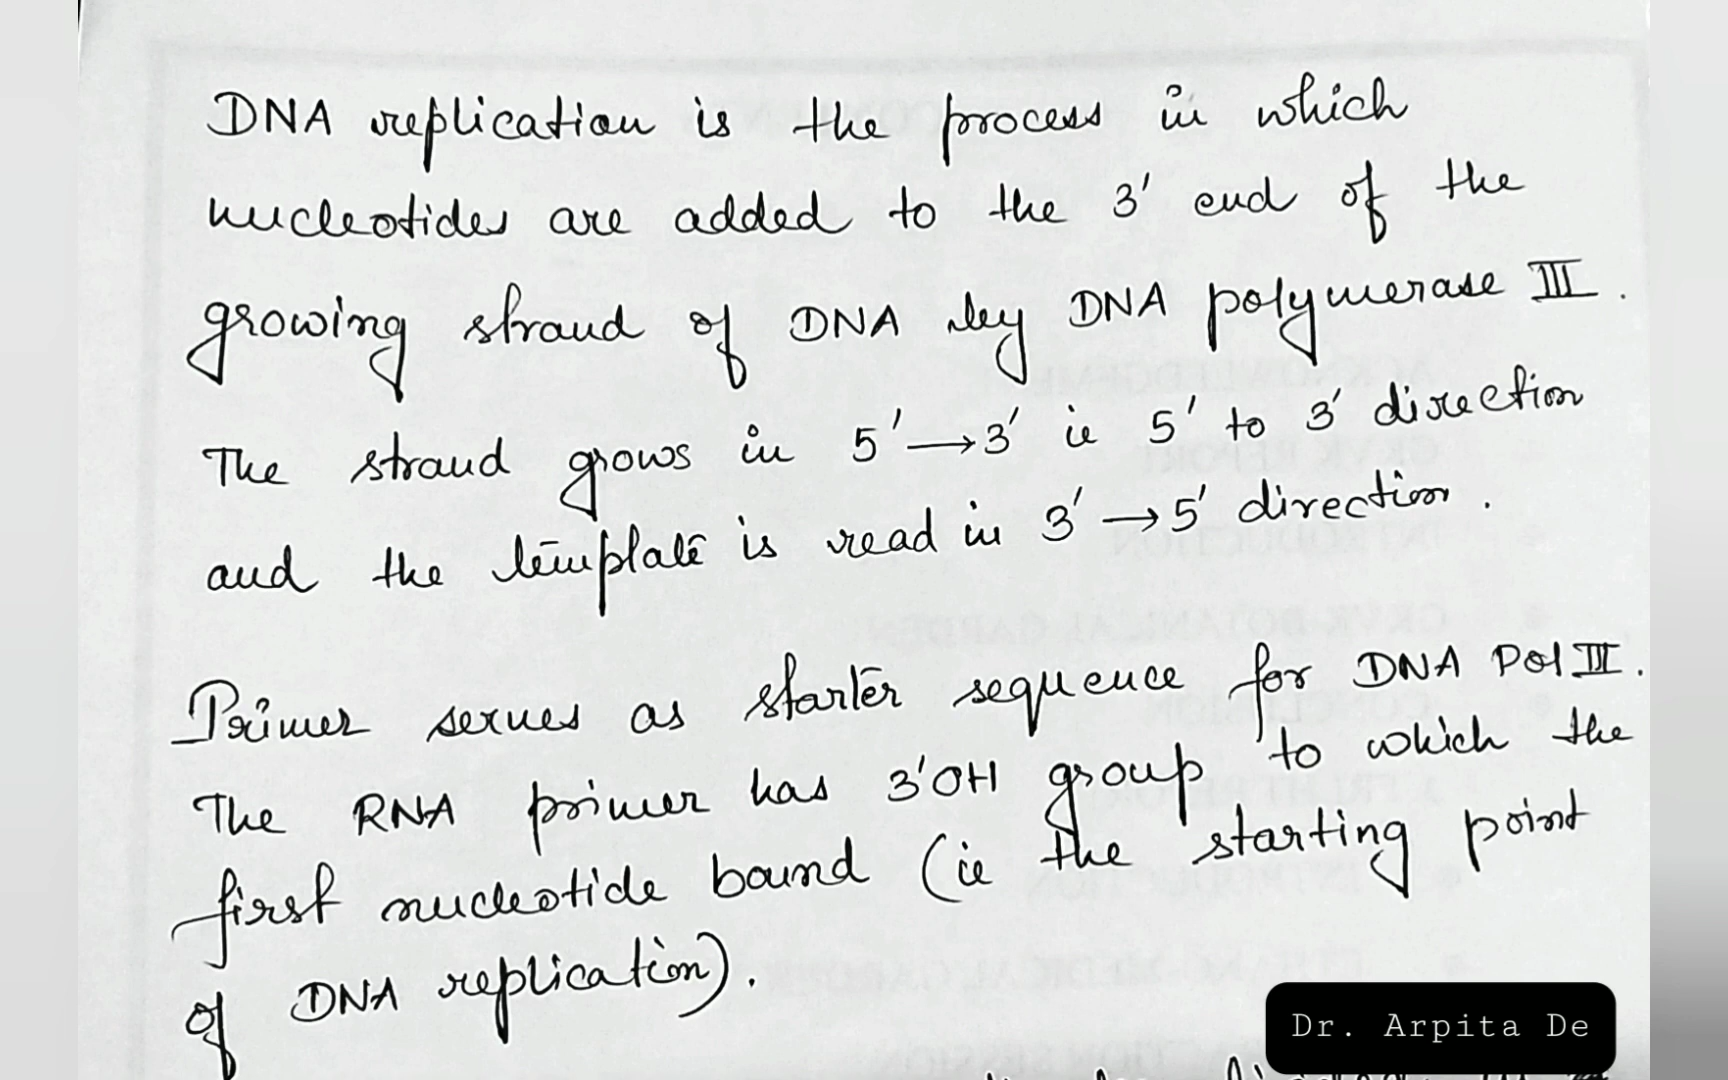 DNA replication is the process in which
nucleotides are added to the 3' end of the
growing strand of DNA by DNA polymerase III.
The strand grows in 5' → 3' ie 5' to 3' direction
and the template is read in 3' → 5' direction.
Primer serves as starter sequence for DNA Pol III.
The RNA primer has 3'OH group to which the
first nucleotide bound (ie the starting point
of DNA replication).
Dr. Arpita De